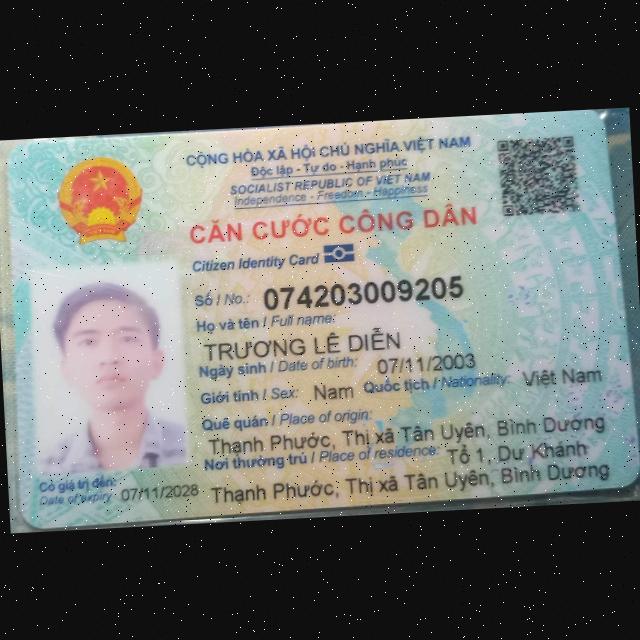 CỘNG HÒA XÃ HỘI CHỦ NGHĨA VIỆT NAM
Độc lập - Tự do - Hạnh phúc
SOCIALIST REPUBLIC OF VIET NAM
Independence - Freedom - Happiness
CĂN CƯỚC CÔNG DÂN
Citizen Identity Card
Số / No.: 074203009205
Họ và tên / Full name:
TRƯƠNG LÊ DIỄN
Ngày sinh / Date of birth: 07/11/2003
Giới tính / Sex: Nam Quốc tịch / Nationality: Việt Nam
Quê quán / Place of origin:
Thạnh Phước, Thị xã Tân Uyên, Bình Dương
Nơi thường trú / Place of residence: Tổ 1, Dư Khánh
Thạnh Phước, Thị xã Tân Uyên, Bình Dương
Có giá trị đến: 07/11/2028
Date of expiry